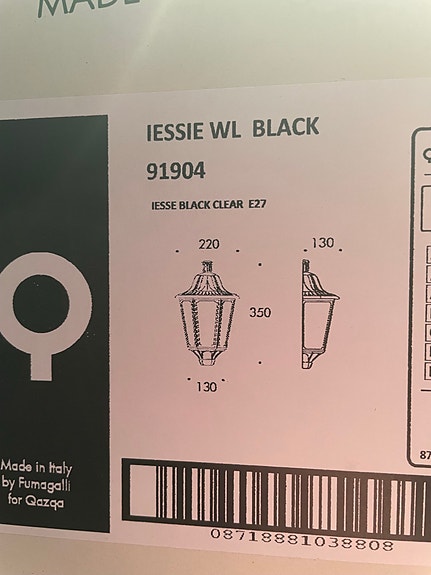 MADE
IESSIE WL BLACK
91904
IESSE BLACK CLEAR E27
220
130
350
130
Made in Italy
by Fumagalli
for Qazqa
87
08718881038808